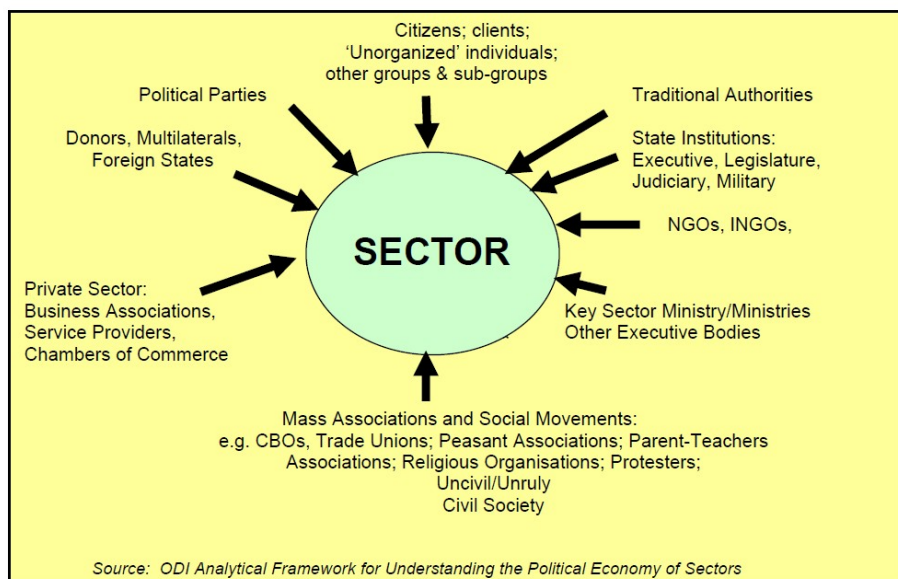 Citizens; clients;
'Unorganized' individuals;
other groups & sub-groups
Political Parties
Traditional Authorities
Donors, Multilaterals,
Foreign States
State Institutions:
Executive, Legislature,
Judiciary, Military
NGOs, INGOs,
SECTOR
Private Sector:
Business Associations,
Service Providers,
Chambers of Commerce
Key Sector Ministry/Ministries
Other Executive Bodies
Mass Associations and Social Movements:
e.g. CBOs, Trade Unions; Peasant Associations; Parent-Teachers
Associations; Religious Organisations; Protesters;
Uncivil/Unruly
Civil Society
Source: ODI Analytical Framework for Understanding the Political Economy of Sectors